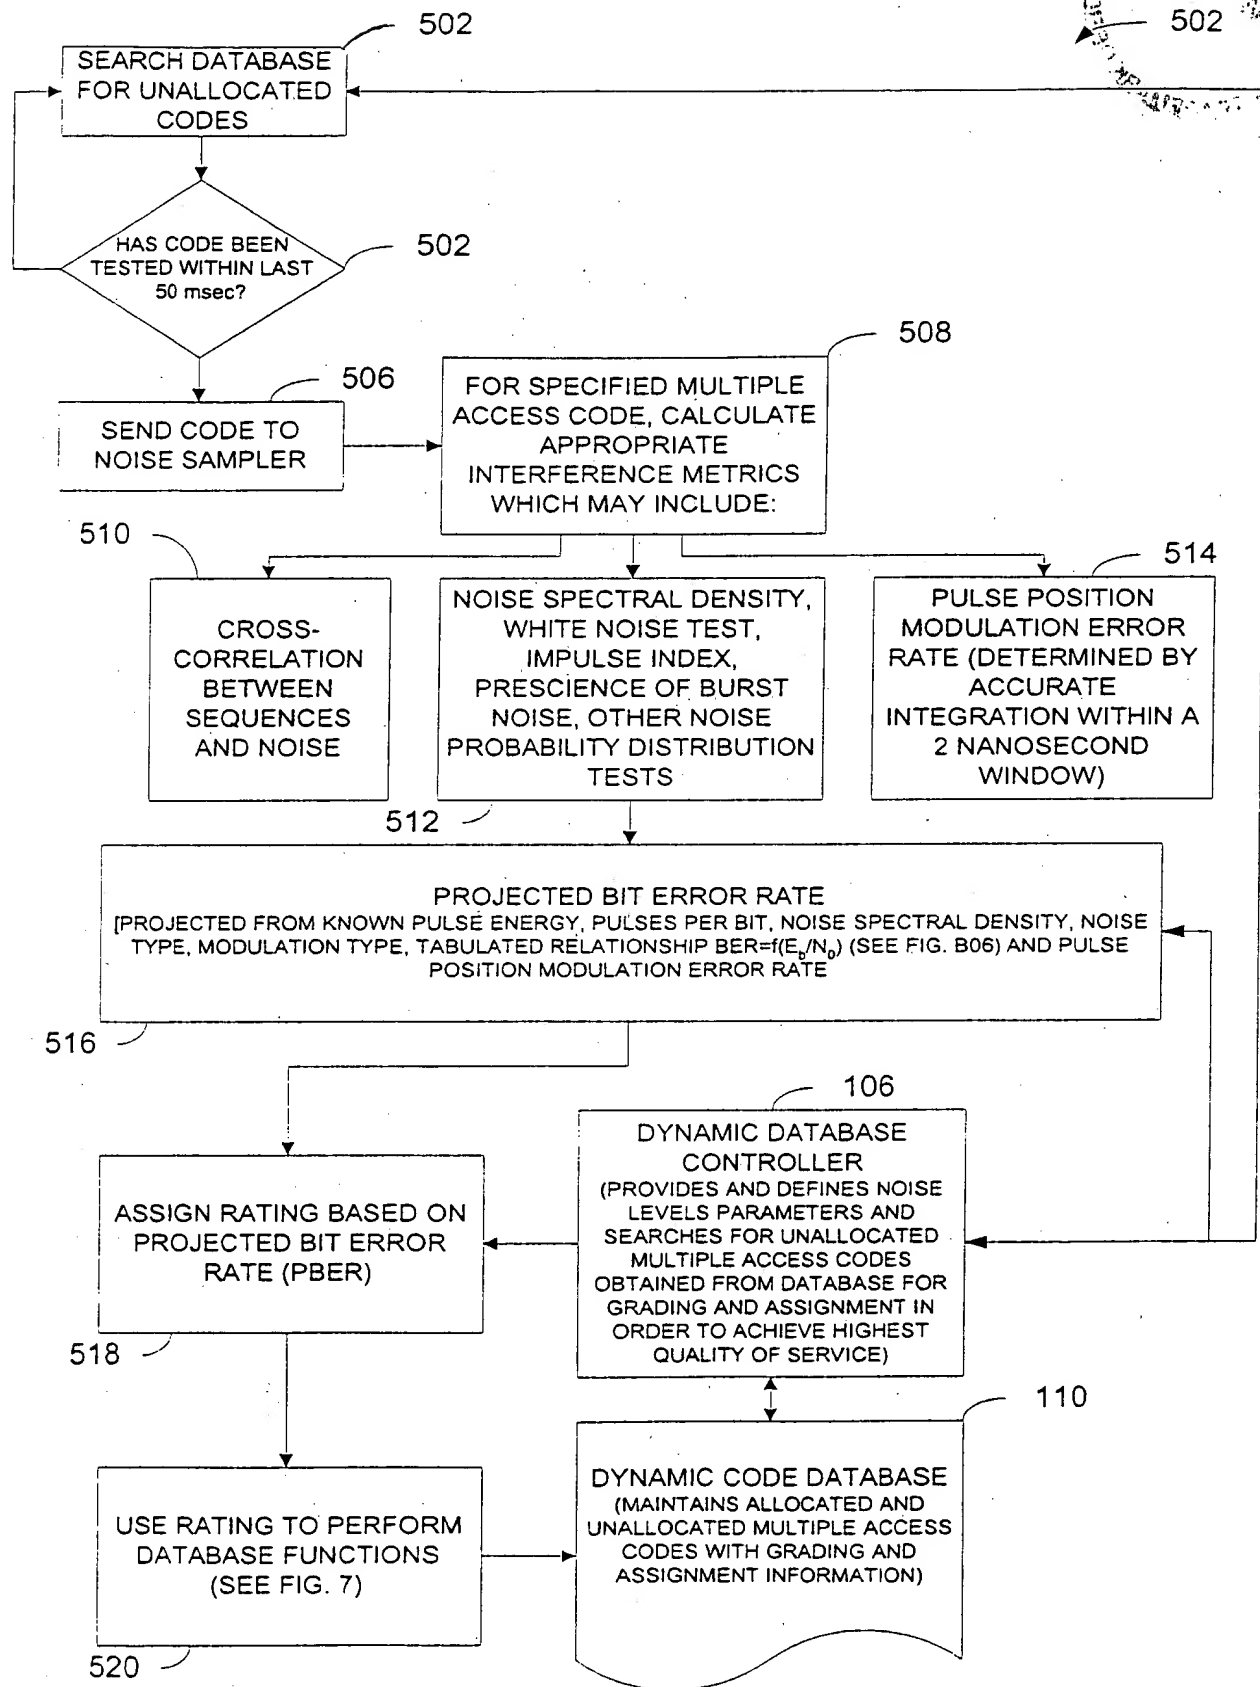 502
502
SEARCH DATABASE
FOR UNALLOCATED
CODES
HAS CODE BEEN
TESTED WITHIN LAST
50 msec?
502
506
SEND CODE TO
NOISE SAMPLER
508
FOR SPECIFIED MULTIPLE
ACCESS CODE, CALCULATE
APPROPRIATE
INTERFERENCE METRICS
WHICH MAY INCLUDE:
510
CROSS-
CORRELATION
BETWEEN
SEQUENCES
AND NOISE
NOISE SPECTRAL DENSITY,
WHITE NOISE TEST,
IMPULSE INDEX,
PRESCIENCE OF BURST
NOISE, OTHER NOISE
PROBABILITY DISTRIBUTION
TESTS
512
514
PULSE POSITION
MODULATION ERROR
RATE (DETERMINED BY
ACCURATE
INTEGRATION WITHIN A
2 NANOSECOND
WINDOW)
PROJECTED BIT ERROR RATE
[PROJECTED FROM KNOWN PULSE ENERGY, PULSES PER BIT, NOISE SPECTRAL DENSITY, NOISE
TYPE, MODULATION TYPE, TABULATED RELATIONSHIP BER=f(E_b/N_0) (SEE FIG. B06) AND PULSE
POSITION MODULATION ERROR RATE
516
106
DYNAMIC DATABASE
CONTROLLER
(PROVIDES AND DEFINES NOISE
LEVELS PARAMETERS AND
SEARCHES FOR UNALLOCATED
MULTIPLE ACCESS CODES
OBTAINED FROM DATABASE FOR
GRADING AND ASSIGNMENT IN
ORDER TO ACHIEVE HIGHEST
QUALITY OF SERVICE)
ASSIGN RATING BASED ON
PROJECTED BIT ERROR
RATE (PBER)
518
110
DYNAMIC CODE DATABASE
(MAINTAINS ALLOCATED AND
UNALLOCATED MULTIPLE ACCESS
CODES WITH GRADING AND
ASSIGNMENT INFORMATION)
USE RATING TO PERFORM
DATABASE FUNCTIONS
(SEE FIG. 7)
520